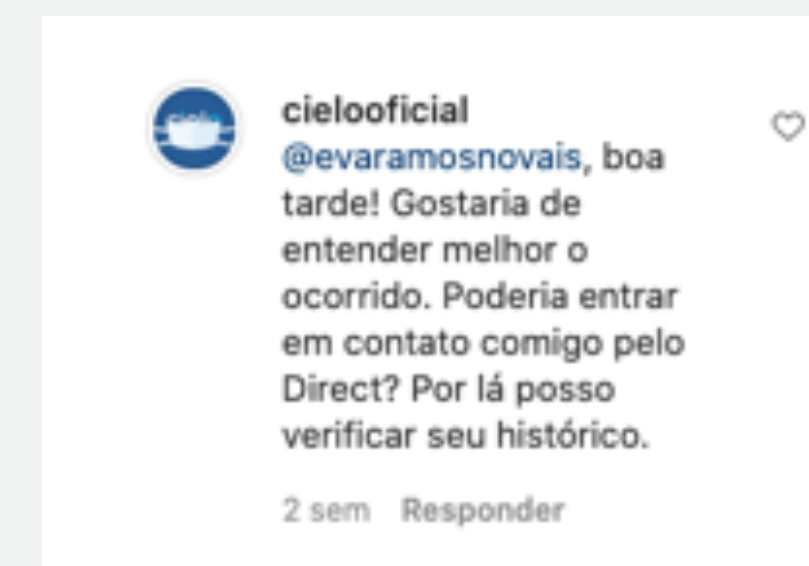 cielooficial
@evaramosnovais, boa
tarde! Gostaria de
entender melhor o
ocorrido. Poderia entrar
em contato comigo pelo
Direct? Por lá posso
verificar seu histórico.
2 sem Responder